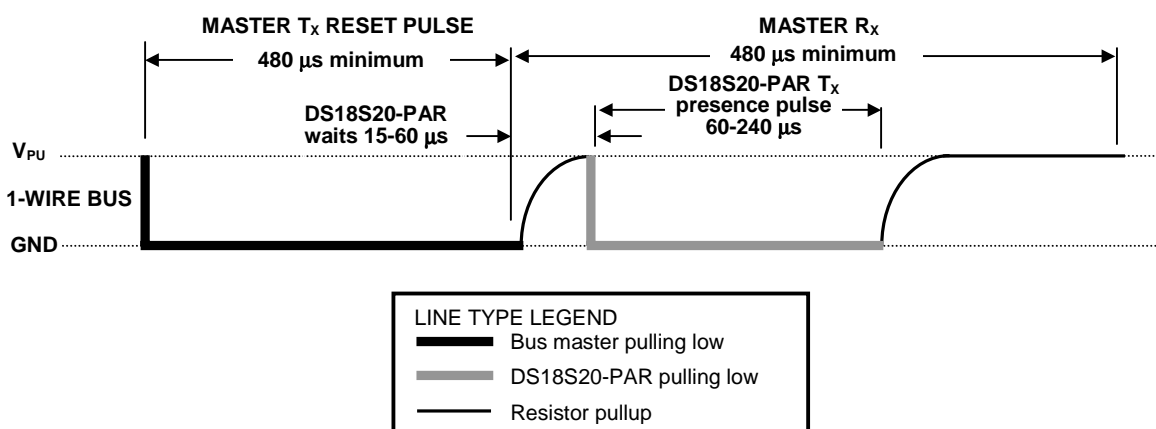 MASTER TX RESET PULSE
480 µs minimum
MASTER RX
480 µs minimum
DS18S20-PAR
waits 15-60 µs
DS18S20-PAR TX
presence pulse
60-240 µs
VPU
1-WIRE BUS
GND
LINE TYPE LEGEND
Bus master pulling low
DS18S20-PAR pulling low
Resistor pullup